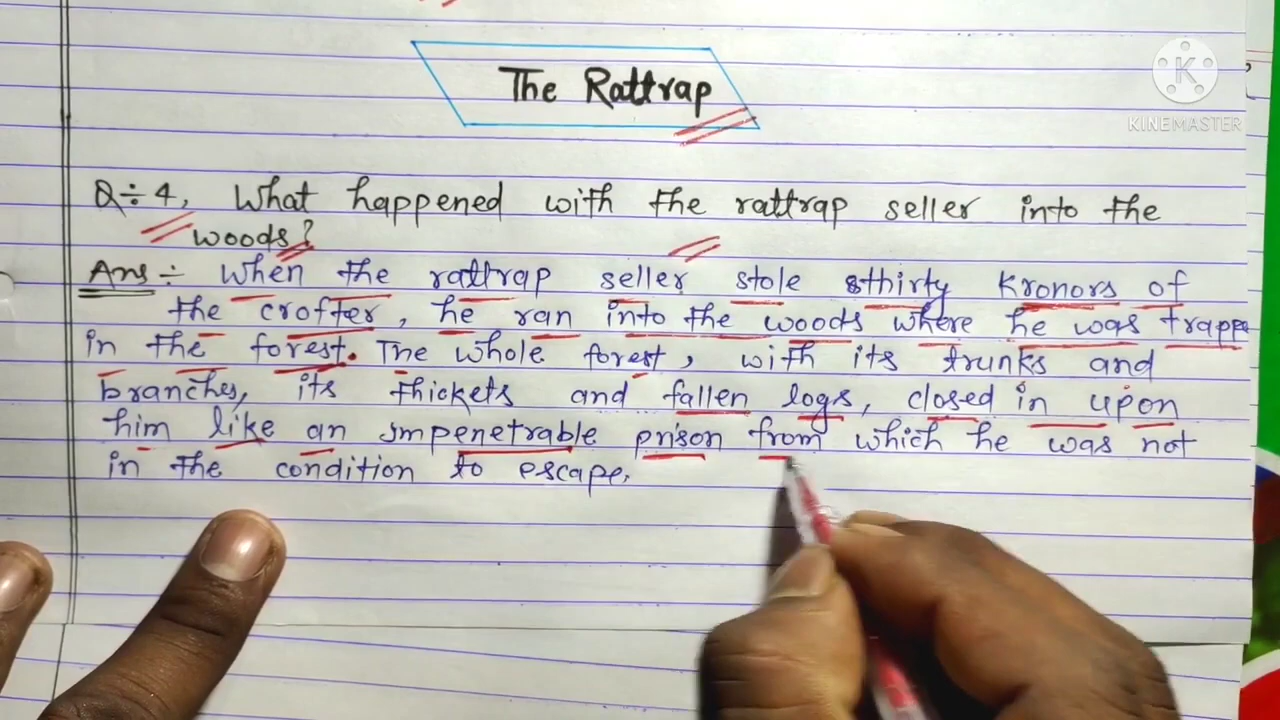 The Rattrap
KINEMASTER
Q÷4, What happened with the rattrap seller into the
woods?
Ans÷ When the rattrap seller stole sthirty Kronors of
the crofter, he ran into the woods where he was trappe
in the forest. The whole forest, with its trunks and
branches, its thickets and fallen logs, closed in upon
him like an impenetrable prison from which he was not
in the condition to escape.